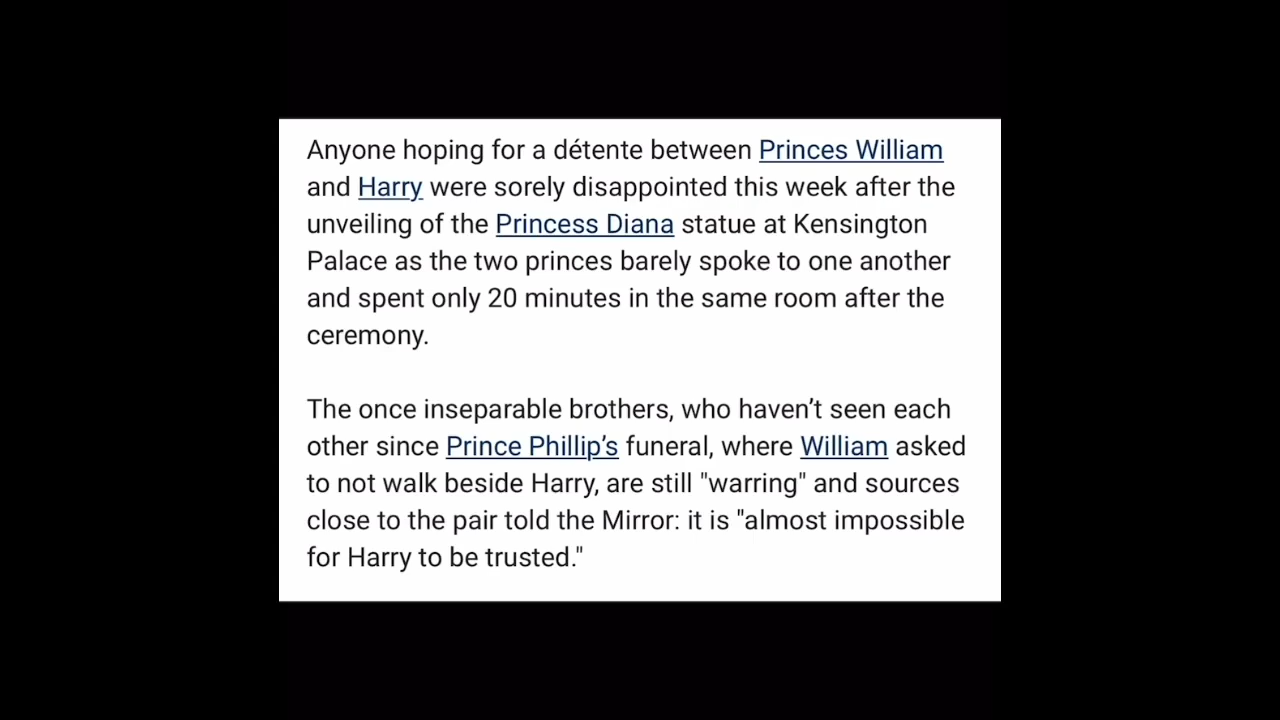 Anyone hoping for a détente between Princes William
and Harry were sorely disappointed this week after the
unveiling of the Princess Diana statue at Kensington
Palace as the two princes barely spoke to one another
and spent only 20 minutes in the same room after the
ceremony.
The once inseparable brothers, who haven’t seen each
other since Prince Phillip’s funeral, where William asked
to not walk beside Harry, are still "warring" and sources
close to the pair told the Mirror: it is "almost impossible
for Harry to be trusted."